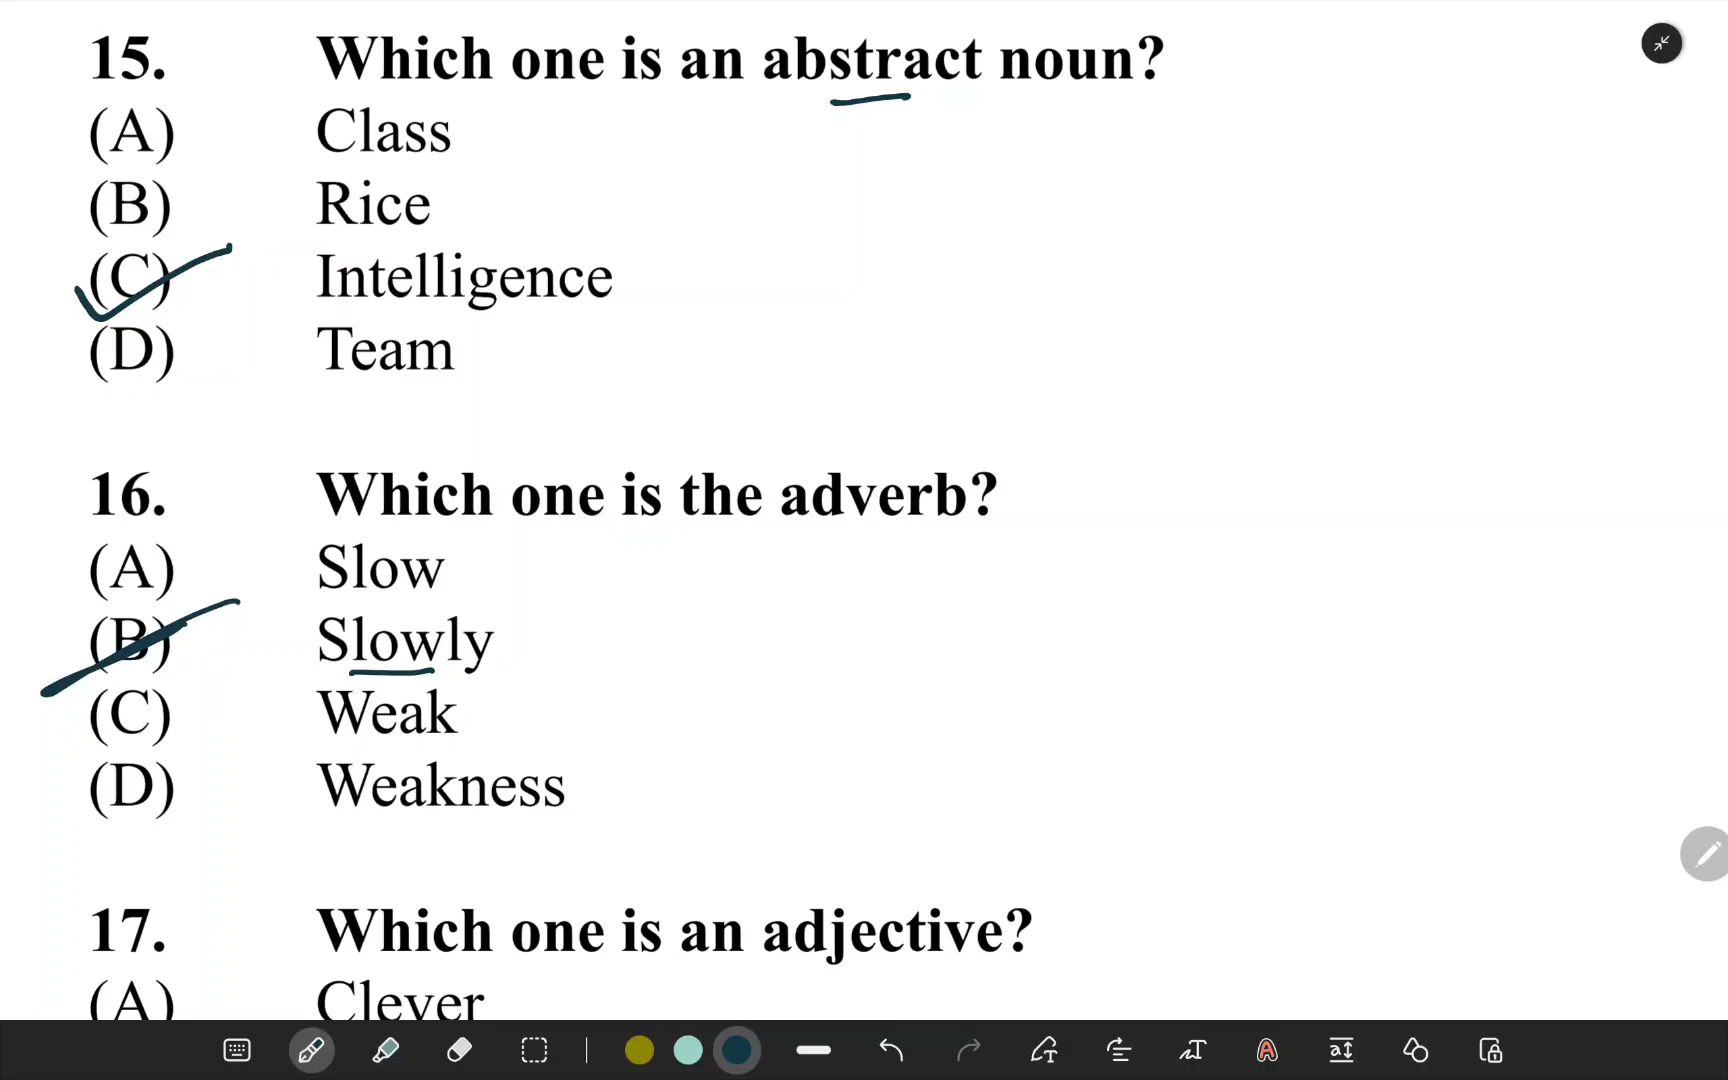 15. Which one is an abstract noun?
(A) Class
(B) Rice
(C) Intelligence
(D) Team
16. Which one is the adverb?
(A) Slow
(B) Slowly
(C) Weak
(D) Weakness
17. Which one is an adjective?
(A) Clever